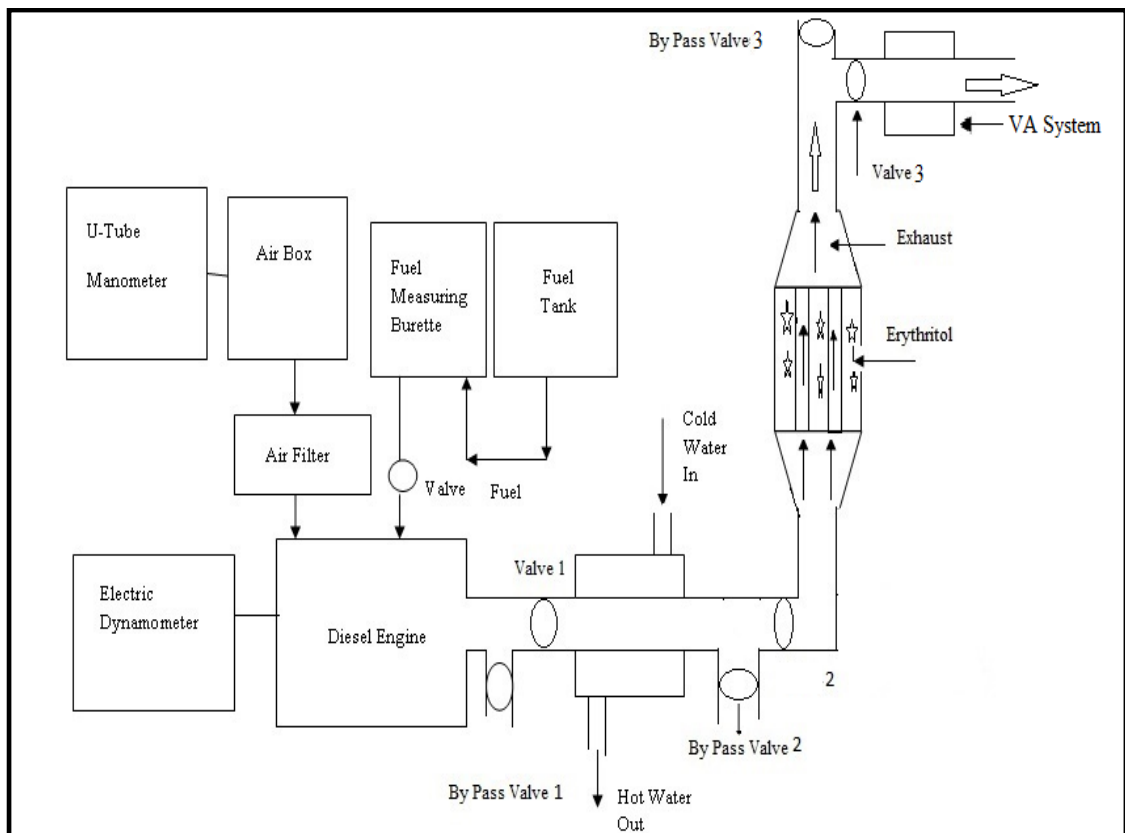 By Pass Valve 3
VA System
Valve 3
U-Tube
Manometer
Air Box
Fuel
Measuring
Burette
Fuel
Tank
Exhaust
Erythritol
Cold
Water
In
Air Filter
Valve
Fuel
Valve 1
Electric
Dynamometer
Diesel Engine
2
By Pass Valve 2
By Pass Valve 1
Hot Water
Out